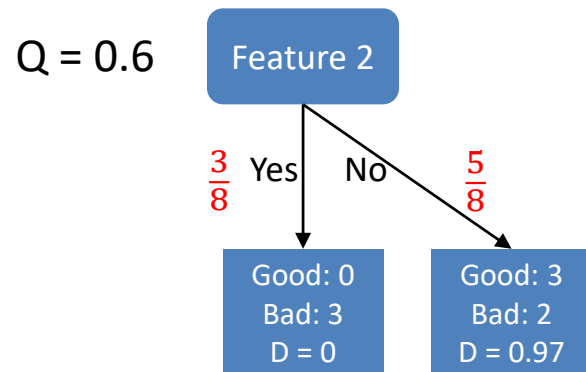 Q = 0.6
Feature 2
3/8 Yes No 5/8
Good: 0
Bad: 3
D = 0
Good: 3
Bad: 2
D = 0.97